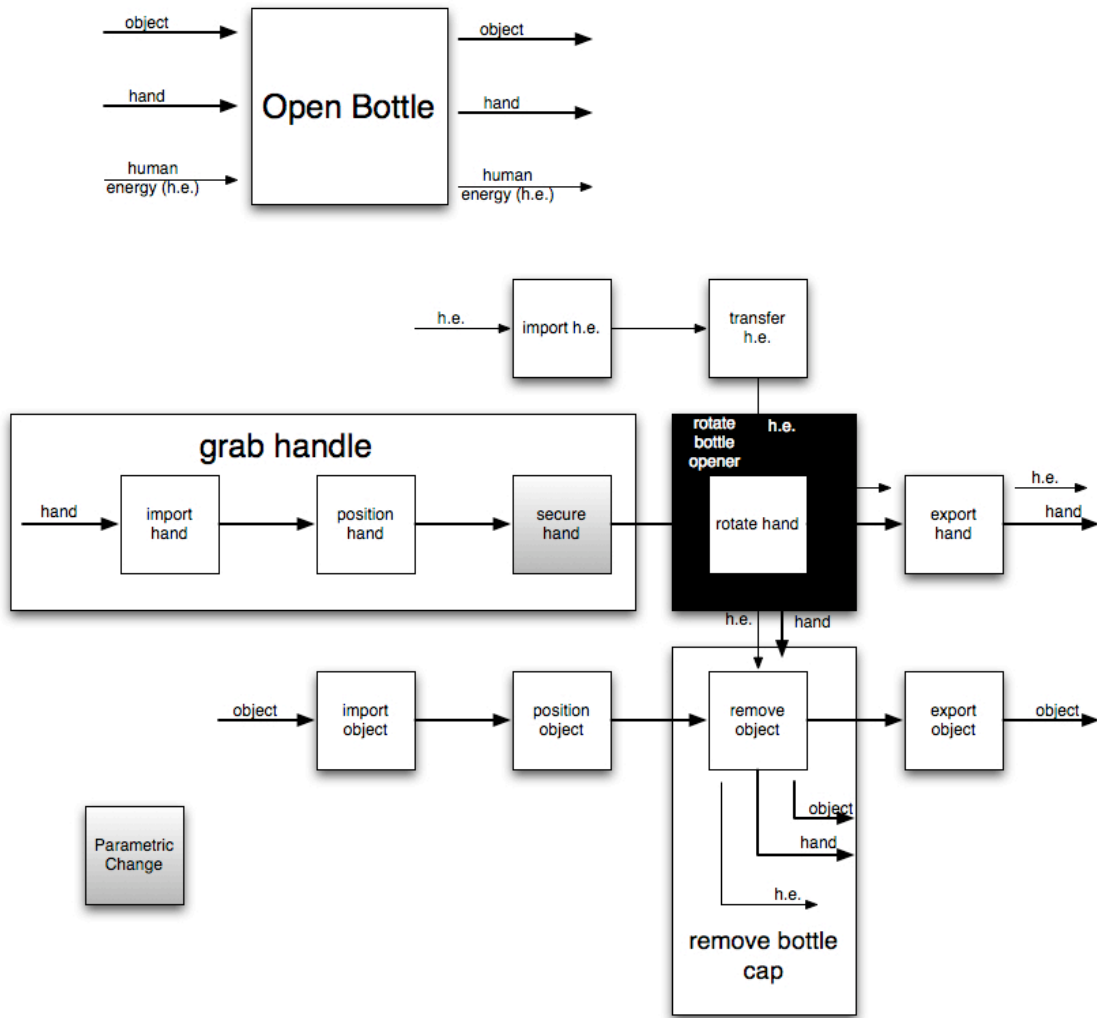 object
object
hand
Open Bottle
hand
human
energy (h.e.)
human
energy (h.e.)
h.e.
import h.e.
transfer
h.e.
grab handle
rotate
bottle
opener
h.e.
hand
import
hand
position
hand
secure
hand
rotate hand
export
hand
h.e.
hand
h.e.
hand
object
import
object
position
object
remove
object
export
object
object
object
hand
h.e.
remove bottle
cap
Parametric
Change